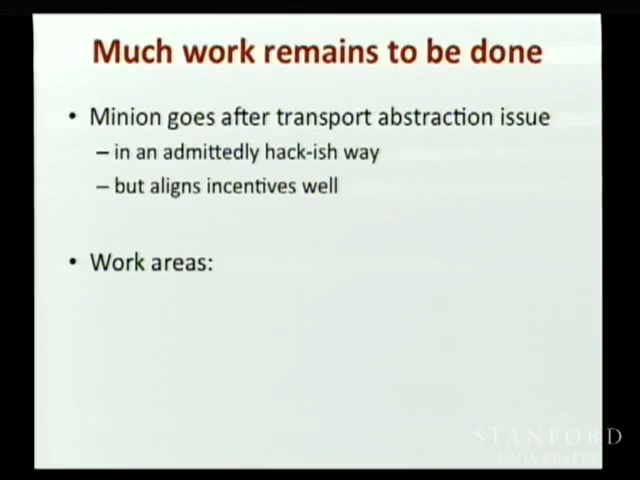 Much work remains to be done
• Minion goes after transport abstraction issue
– in an admittedly hack-ish way
– but aligns incentives well
• Work areas:
STANFORD
UNIVERSITY